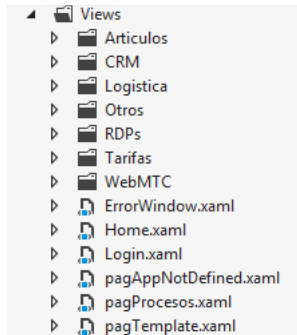 Views
Articulos
CRM
Logistica
Otros
RDPs
Tarifas
WebMTC
ErrorWindow.xaml
Home.xaml
Login.xaml
pagAppNotDefined.xaml
pagProcesos.xaml
pagTemplate.xaml